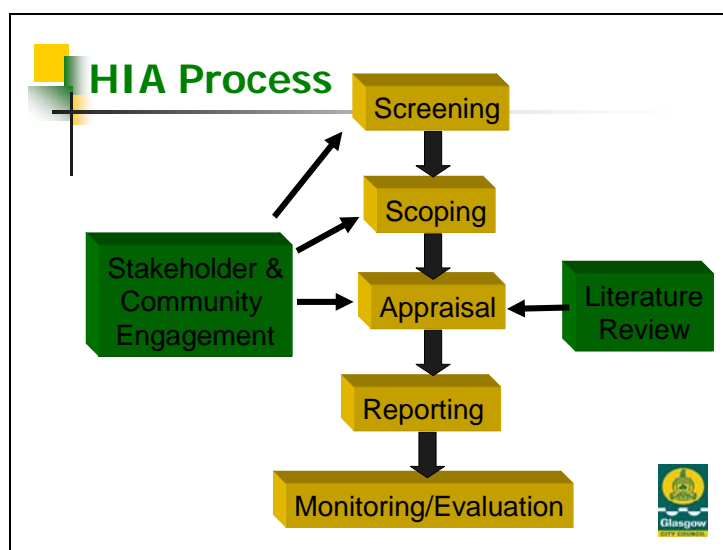 HIA Process
Screening
Scoping
Stakeholder &
Community
Engagement
Appraisal
Literature
Review
Reporting
Monitoring/Evaluation
Glasgow
CITY COUNCIL